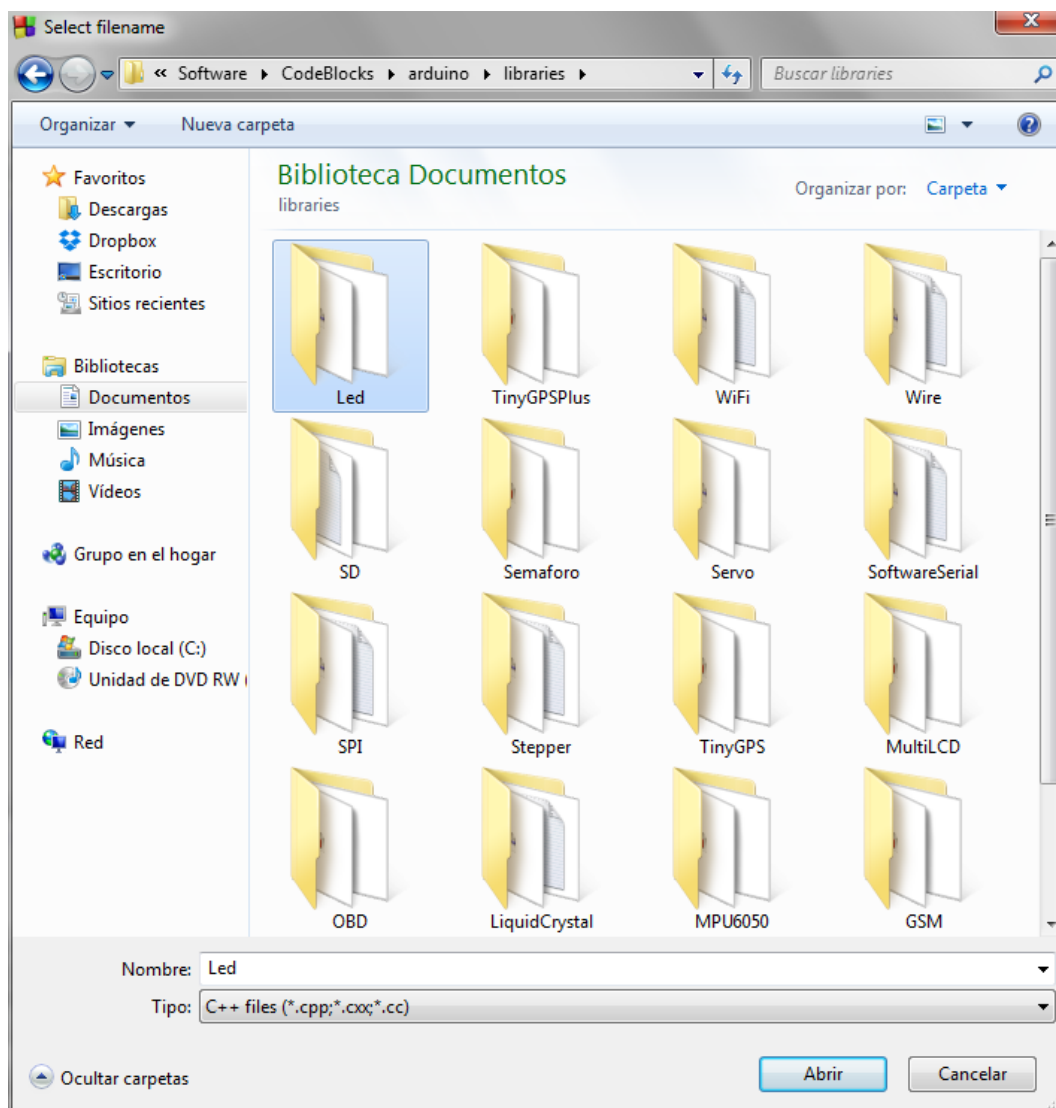 Select filename
« Software ▸ CodeBlocks ▸ arduino ▸ libraries ▸
Buscar libraries
Organizar Nueva carpeta
Favoritos
Descargas
Dropbox
Escritorio
Sitios recientes
Bibliotecas
Documentos
Imágenes
Música
Vídeos
Grupo en el hogar
Equipo
Disco local (C:)
Unidad de DVD RW (
Red
Biblioteca Documentos
libraries
Organizar por: Carpeta
Led TinyGPSPlus WiFi Wire
SD Semaforo Servo SoftwareSerial
SPI Stepper TinyGPS MultiLCD
OBD LiquidCrystal MPU6050 GSM
Nombre: Led
Tipo: C++ files (*.cpp;*.cxx;*.cc)
Ocultar carpetas Abrir Cancelar